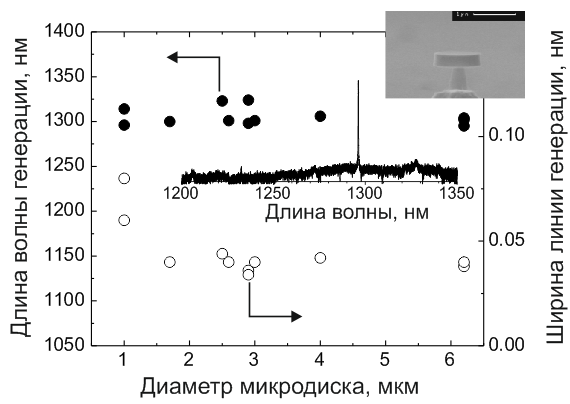 1 µm
1400
1350
1300
1250
1200
1150
1100
1050
Длина волны генерации, нм
0.10
0.05
0.00
Ширина линии генерации, нм
1200 1250 1300 1350
Длина волны, нм
1 2 3 4 5 6
Диаметр микродиска, мкм